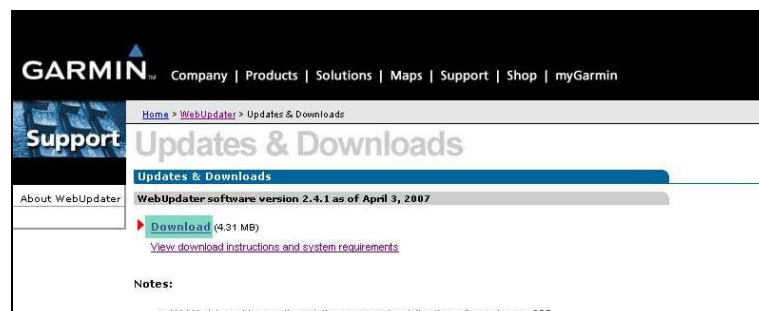 GARMIN™
Company | Products | Solutions | Maps | Support | Shop | myGarmin
Home > WebUpdater > Updates & Downloads
Support
Updates & Downloads
Updates & Downloads
About WebUpdater
WebUpdater software version 2.4.1 as of April 3, 2007
Download (4.31 MB)
View download instructions and system requirements
Notes: